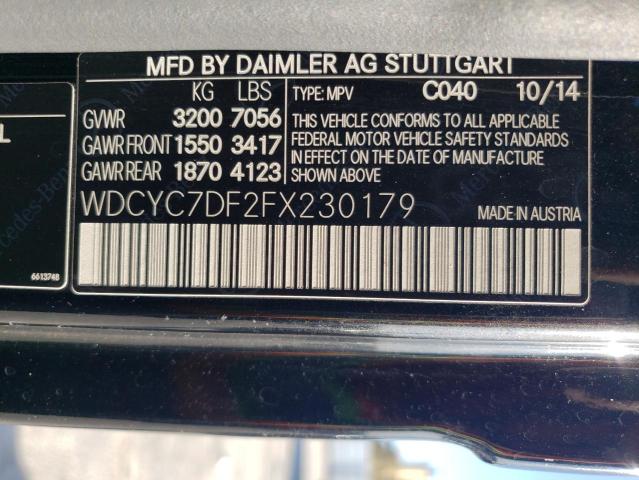 MFD BY DAIMLER AG STUTTGART
KG LBS
GVWR 3200 7056
GAWR FRONT 1550 3417
GAWR REAR 1870 4123
TYPE: MPV C040 10/14
THIS VEHICLE CONFORMS TO ALL APPLICABLE
FEDERAL MOTOR VEHICLE SAFETY STANDARDS
IN EFFECT ON THE DATE OF MANUFACTURE
SHOWN ABOVE
WDCYC7DF2FX230179 MADE IN AUSTRIA
L
6613748
Mercedes-Benz